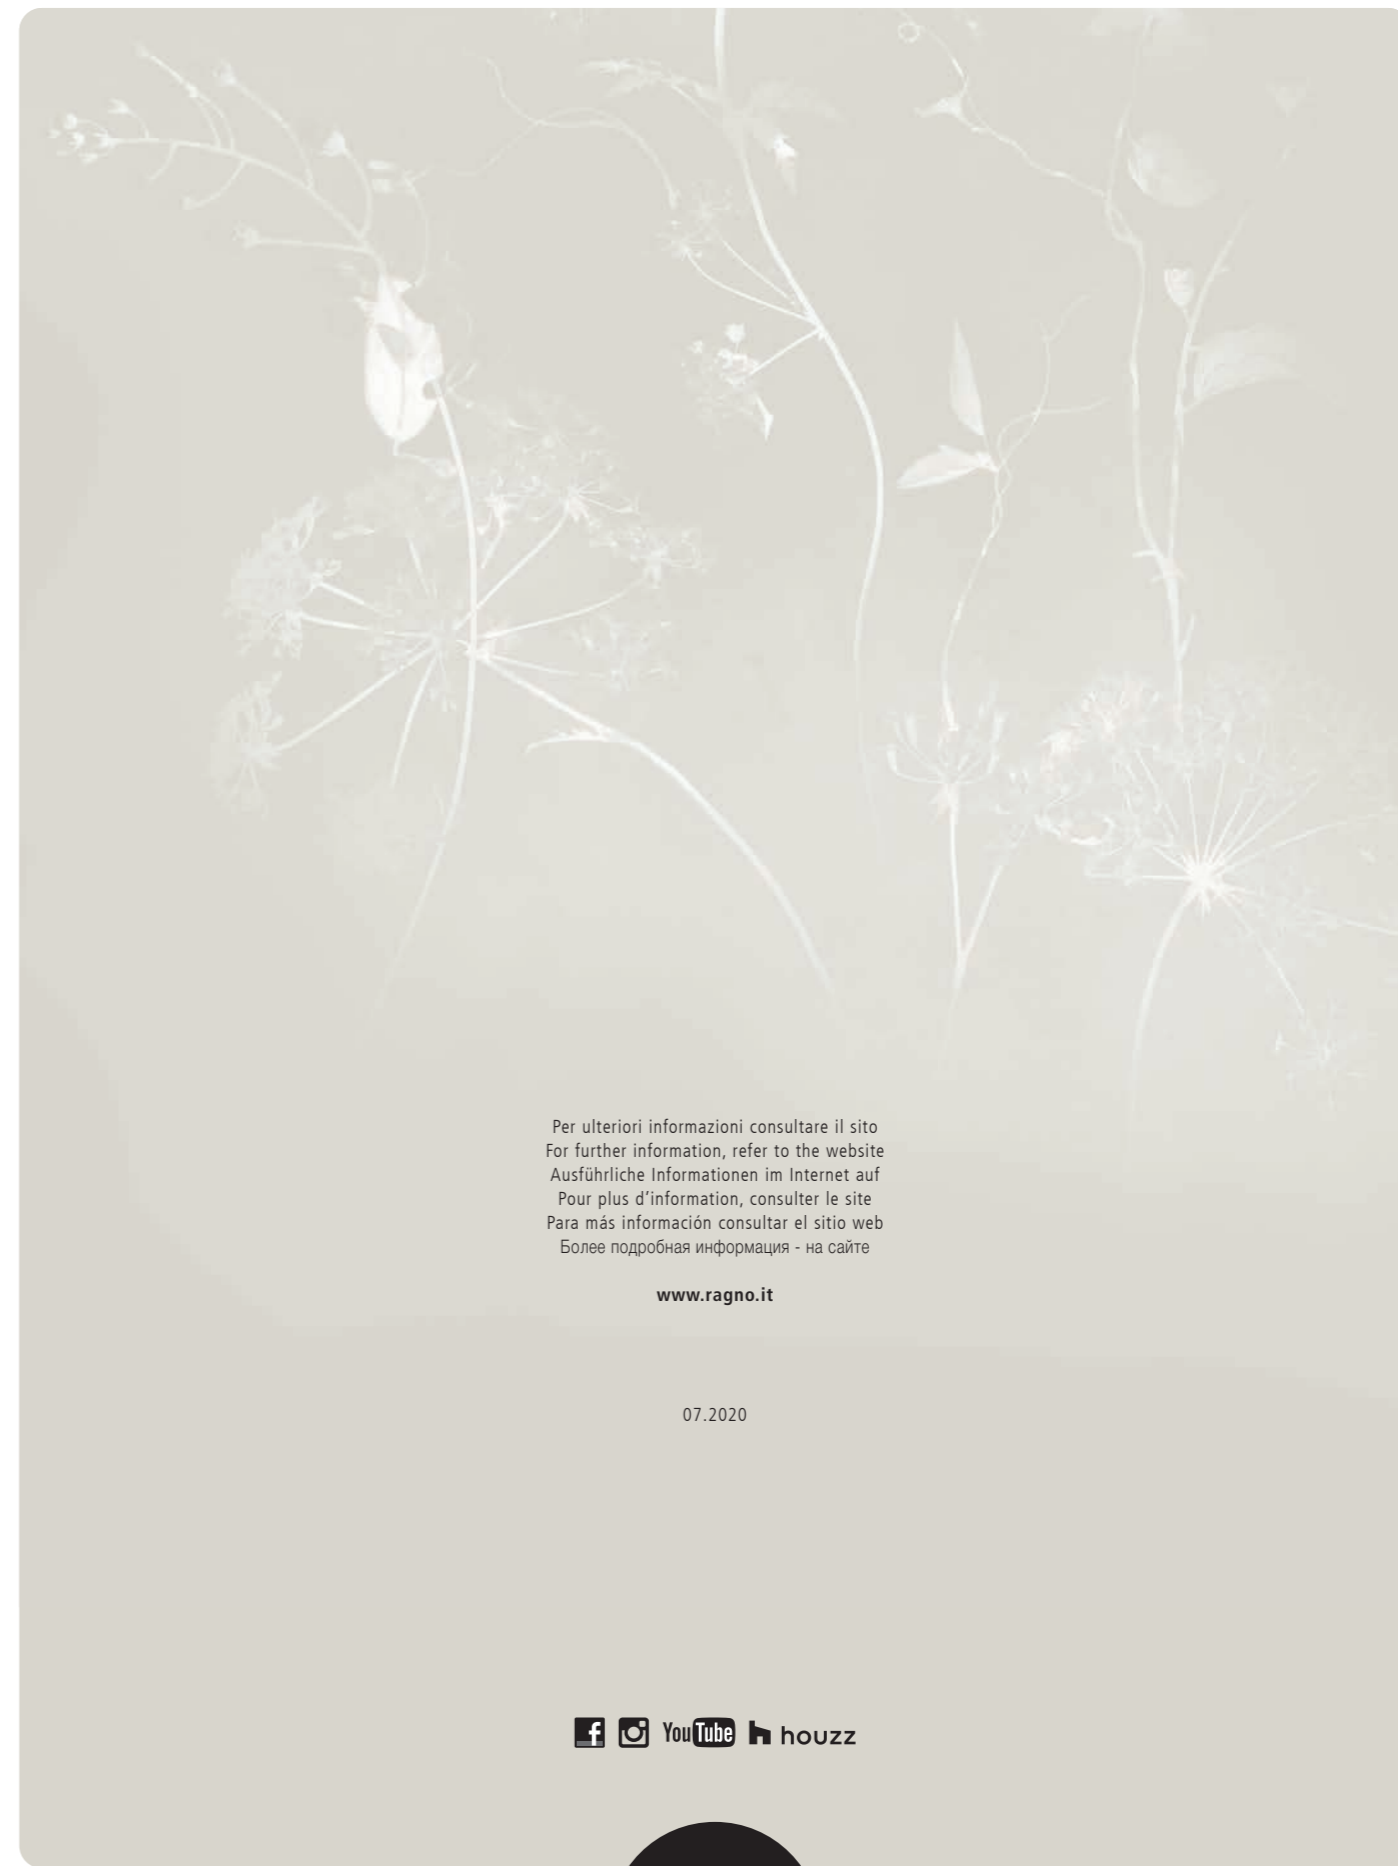 Per ulteriori informazioni consultare il sito
For further information, refer to the website
Ausführliche Informationen im Internet auf
Pour plus d’information, consulter le site
Para más información consultar el sitio web
Более подробная информация - на сайте
www.ragno.it
07.2020
YouTube houzz